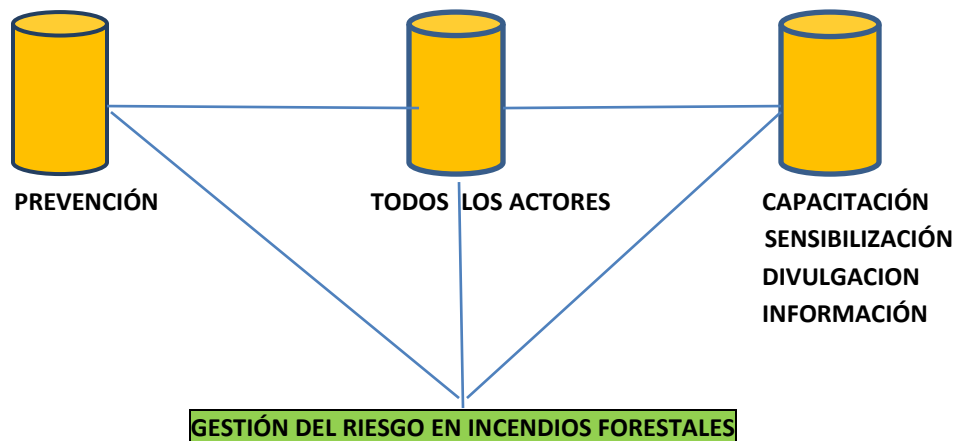 PREVENCIÓN
TODOS LOS ACTORES
CAPACITACIÓN
SENSIBILIZACIÓN
DIVULGACION
INFORMACIÓN
GESTIÓN DEL RIESGO EN INCENDIOS FORESTALES